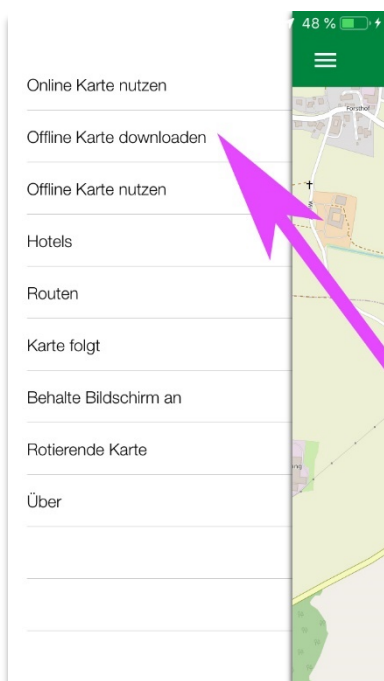 48 %
Online Karte nutzen
Offline Karte downloaden
Offline Karte nutzen
Hotels
Routen
Karte folgt
Behalte Bildschirm an
Rotierende Karte
Über
Forsthof